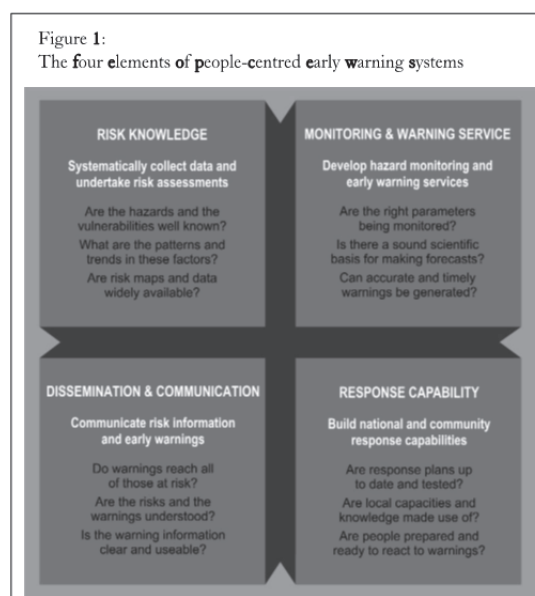 Figure 1:
The four elements of people-centred early warning systems
RISK KNOWLEDGE
Systematically collect data and
undertake risk assessments
Are the hazards and the
vulnerabilities well known?
What are the patterns and
trends in these factors?
Are risk maps and data
widely available?
MONITORING & WARNING SERVICE
Develop hazard monitoring and
early warning services
Are the right parameters
being monitored?
Is there a sound scientific
basis for making forecasts?
Can accurate and timely
warnings be generated?
DISSEMINATION & COMMUNICATION
Communicate risk information
and early warnings
Do warnings reach all
of those at risk?
Are the risks and the
warnings understood?
Is the warning information
clear and useable?
RESPONSE CAPABILITY
Build national and community
response capabilities
Are response plans up
to date and tested?
Are local capacities and
knowledge made use of?
Are people prepared and
ready to react to warnings?